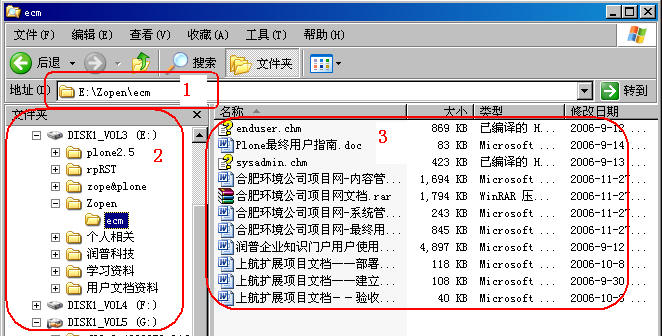 ecm
文件(F) 编辑(E) 查看(V) 收藏(A) 工具(T) 帮助(H)
后退 搜索 文件夹
地址(D) E:\Zopen\ecm 1 转到
文件夹
DISK1_VOL3 (E:)
plone2.5
2
rpRST
zope&plone
Zopen
ecm
个人相关
润普科技
学习资料
用户文档资料
DISK1_VOL4 (F:)
DISK1_VOL5 (G:)
名称 大小 类型 修改日期
3
enduser.chm 869 KB 已编译的 H... 2006-9-12
Plone最终用户指南.doc 83 KB Microsoft ... 2006-9-14
sysadmin.chm 423 KB 已编译的 H... 2006-9-13
合肥环境公司项目网-内容管... 1,694 KB Microsoft ... 2006-11-27
合肥环境公司项目网文档.rar 1,794 KB WinRAR 压... 2006-11-27
合肥环境公司项目网-系统管... 243 KB Microsoft ... 2006-11-27
合肥环境公司项目网-最终用... 845 KB Microsoft ... 2006-11-27
润普企业知识门户用户使用... 4,897 KB Microsoft ... 2006-9-12
上航扩展项目文档——部署... 118 KB Microsoft ... 2006-10-8
上航扩展项目文档——建立... 108 KB Microsoft ... 2006-9-30
上航扩展项目文档－－验收... 40 KB Microsoft ... 2006-10-8